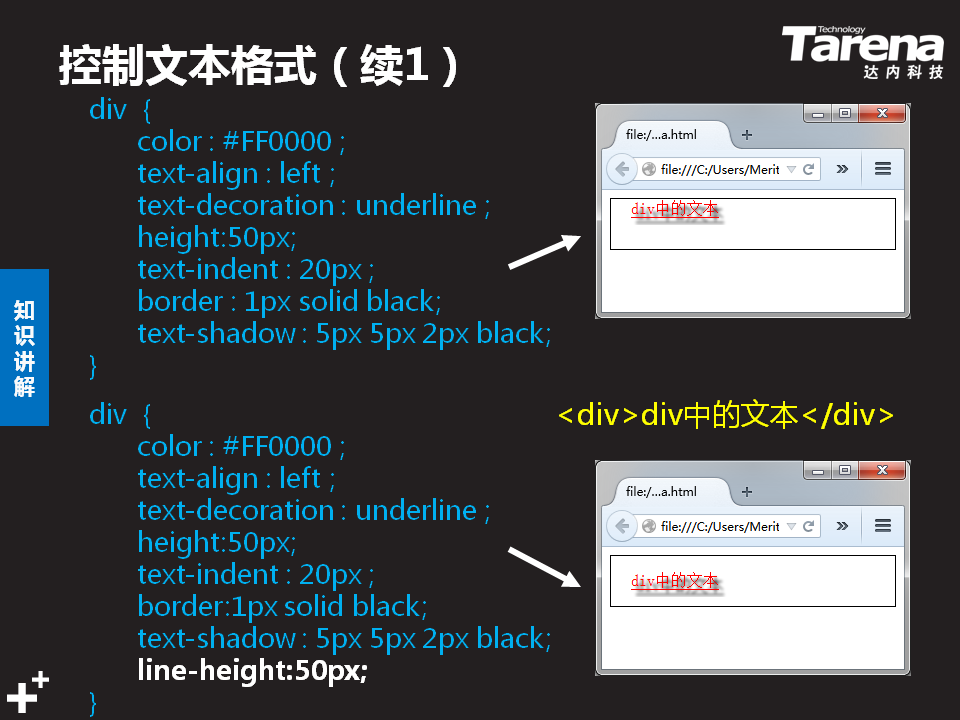 控制文本格式（续1）
Technology
Tarena
达内科技
div {
color : #FF0000 ;
text-align : left ;
text-decoration : underline ;
height:50px;
text-indent : 20px ;
border : 1px solid black;
text-shadow : 5px 5px 2px black;
}
file:/...a.html
file:///C:/Users/Merit
div中的文本
知识讲解
div {
color : #FF0000 ;
text-align : left ;
text-decoration : underline ;
height:50px;
text-indent : 20px ;
border:1px solid black;
text-shadow : 5px 5px 2px black;
line-height:50px;
}
<div>div中的文本</div>
file:/...a.html
file:///C:/Users/Merit
div中的文本